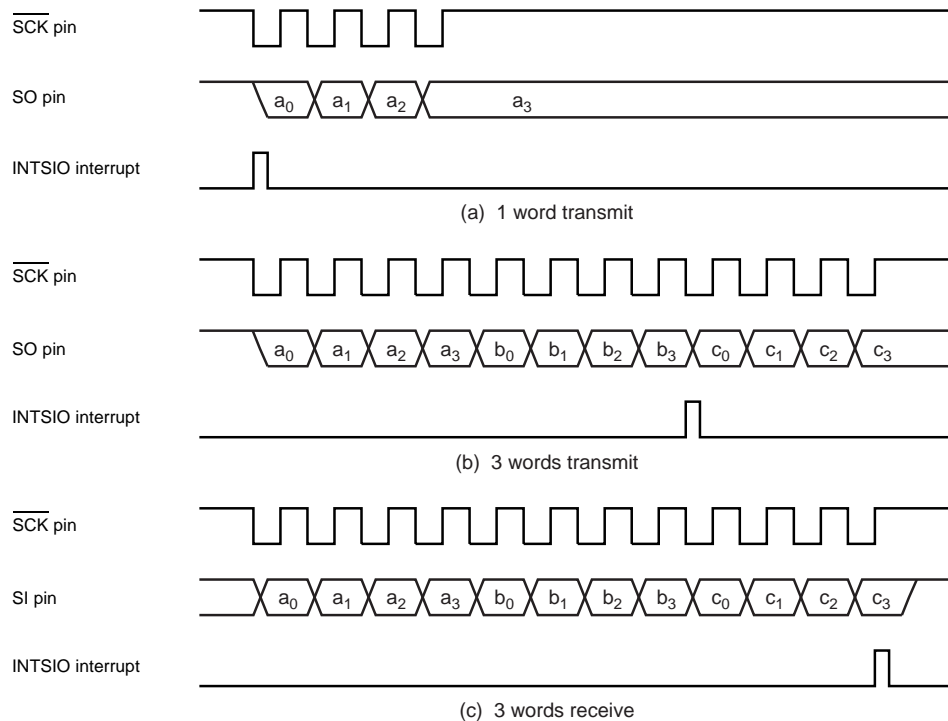 SCK pin
SO pin a0 a1 a2 a3
INTSIO interrupt
(a) 1 word transmit
SCK pin
SO pin a0 a1 a2 a3 b0 b1 b2 b3 c0 c1 c2 c3
INTSIO interrupt
(b) 3 words transmit
SCK pin
SI pin a0 a1 a2 a3 b0 b1 b2 b3 c0 c1 c2 c3
INTSIO interrupt
(c) 3 words receive